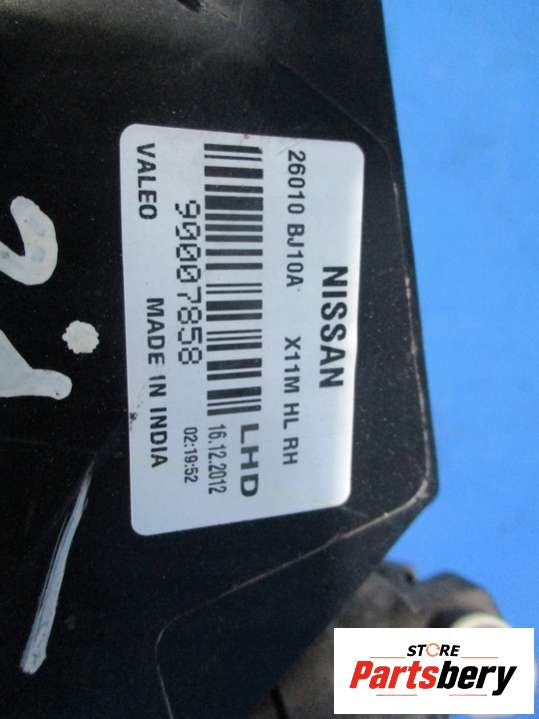 NISSAN
26010 BJ10A X11M HL RH
LHD
99007858
16.12.2012
02:19:52
VALEO MADE IN INDIA
STORE
Partsbery